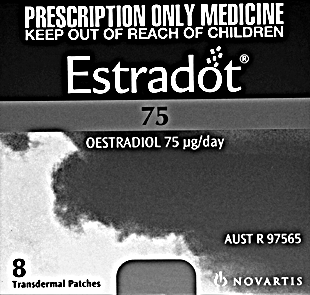 PRESCRIPTION ONLY MEDICINE
KEEP OUT OF REACH OF CHILDREN
Estradot®
75
OESTRADIOL 75 µg/day
AUST R 97565
8
Transdermal Patches
NOVARTIS